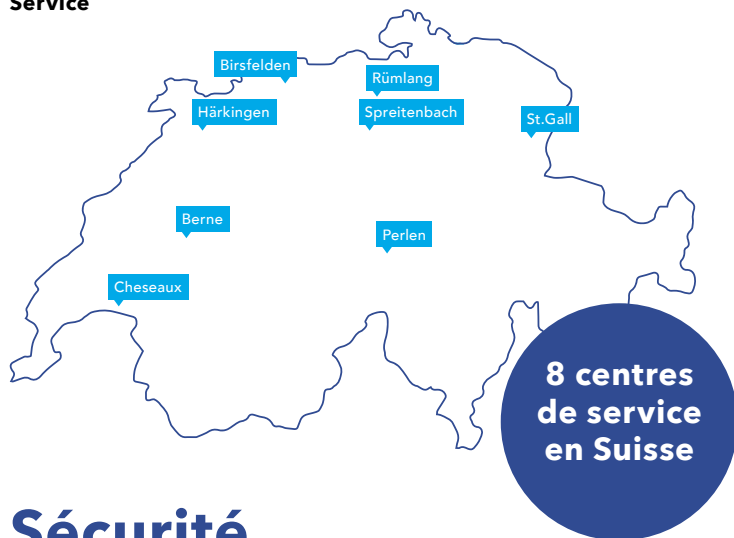 Service
Birsfelden
Rümlang
Härkingen
Spreitenbach
St.Gall
Berne
Perlen
Cheseaux
8 centres
de service
en Suisse
Sécurité